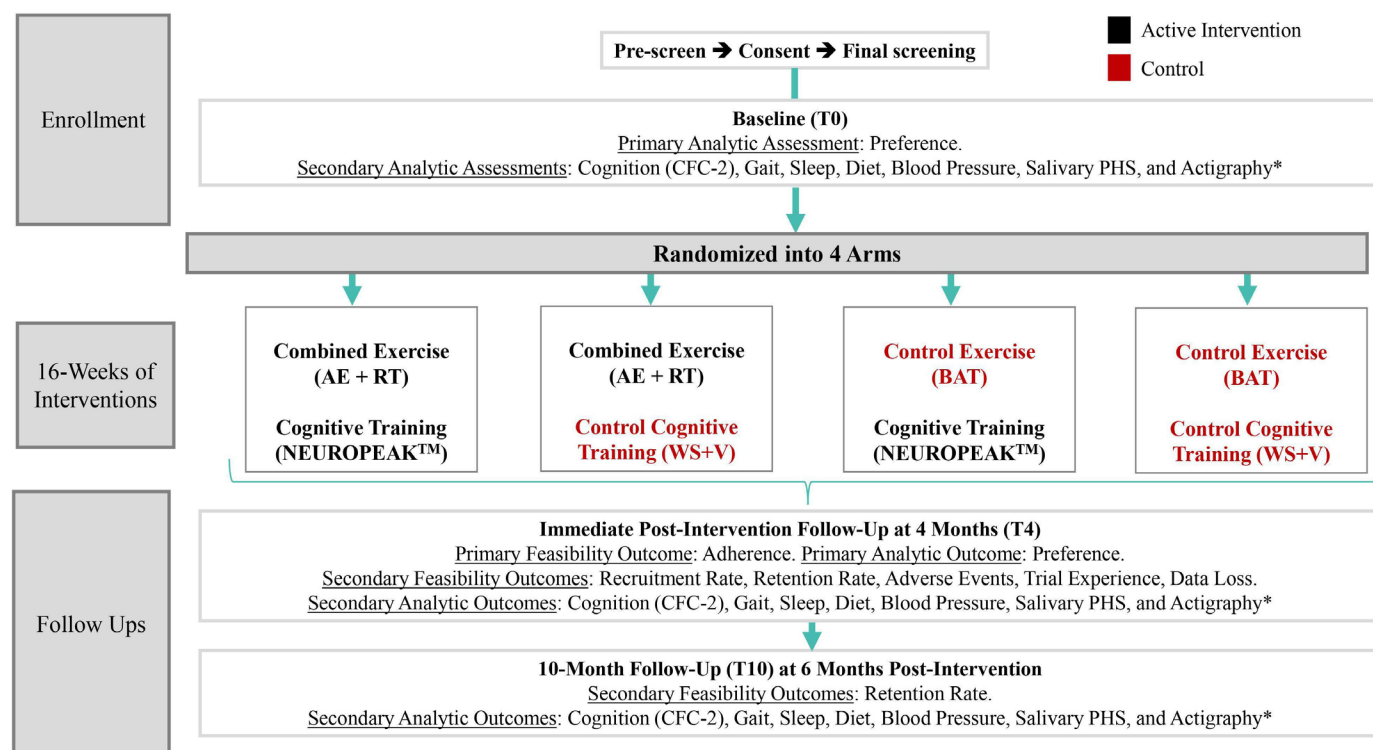 Pre-screen ➔ Consent ➔ Final screening
Active Intervention
Control
Enrollment
Baseline (T0)
Primary Analytic Assessment: Preference.
Secondary Analytic Assessments: Cognition (CFC-2), Gait, Sleep, Diet, Blood Pressure, Salivary PHS, and Actigraphy*
Randomized into 4 Arms
16-Weeks of
Interventions
Combined Exercise
(AE + RT)
Cognitive Training
(NEUROPEAK™)
Combined Exercise
(AE + RT)
Control Cognitive
Training (WS+V)
Control Exercise
(BAT)
Cognitive Training
(NEUROPEAK™)
Control Exercise
(BAT)
Control Cognitive
Training (WS+V)
Follow Ups
Immediate Post-Intervention Follow-Up at 4 Months (T4)
Primary Feasibility Outcome: Adherence. Primary Analytic Outcome: Preference.
Secondary Feasibility Outcomes: Recruitment Rate, Retention Rate, Adverse Events, Trial Experience, Data Loss.
Secondary Analytic Outcomes: Cognition (CFC-2), Gait, Sleep, Diet, Blood Pressure, Salivary PHS, and Actigraphy*
10-Month Follow-Up (T10) at 6 Months Post-Intervention
Secondary Feasibility Outcomes: Retention Rate.
Secondary Analytic Outcomes: Cognition (CFC-2), Gait, Sleep, Diet, Blood Pressure, Salivary PHS, and Actigraphy*